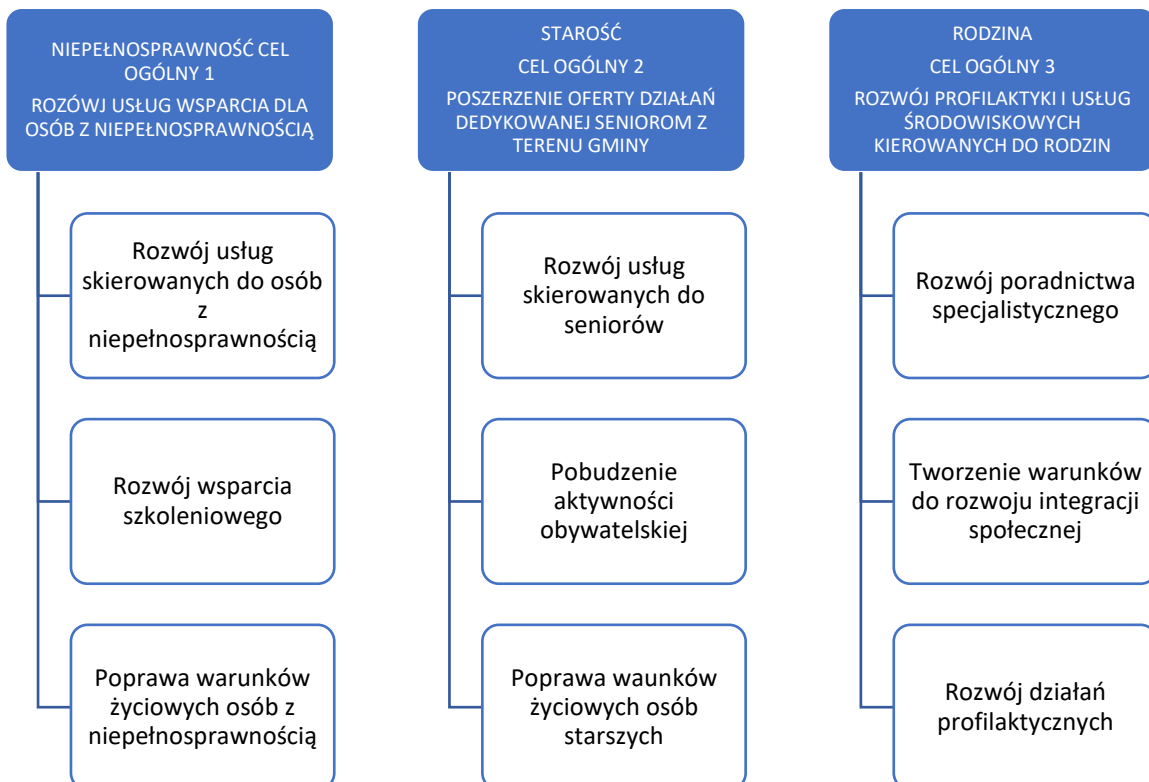 NIEPEŁNOSPRAWNOŚĆ CEL
OGÓLNY 1
ROZÓWJ USŁUG WSPARCIA DLA
OSÓB Z NIEPEŁNOSPRAWNOŚCIĄ
Rozwój usług
skierowanych do osób
z
niepełnosprawnością
Rozwój wsparcia
szkoleniowego
Poprawa warunków
życiowych osób z
niepełnosprawnością
STAROŚĆ
CEL OGÓLNY 2
POSZERZENIE OFERTY DZIAŁAŃ
DEDYKOWANEJ SENIOROM Z
TERENU GMINY
Rozwój usług
skierowanych do
seniorów
Pobudzenie
aktywności
obywatelskiej
Poprawa waunków
życiowych osób
starszych
RODZINA
CEL OGÓLNY 3
ROZWÓJ PROFILAKTYKI I USŁUG
ŚRODOWISKOWYCH
KIEROWANYCH DO RODZIN
Rozwój poradnictwa
specjalistycznego
Tworzenie warunków
do rozwoju integracji
społecznej
Rozwój działań
profilaktycznych